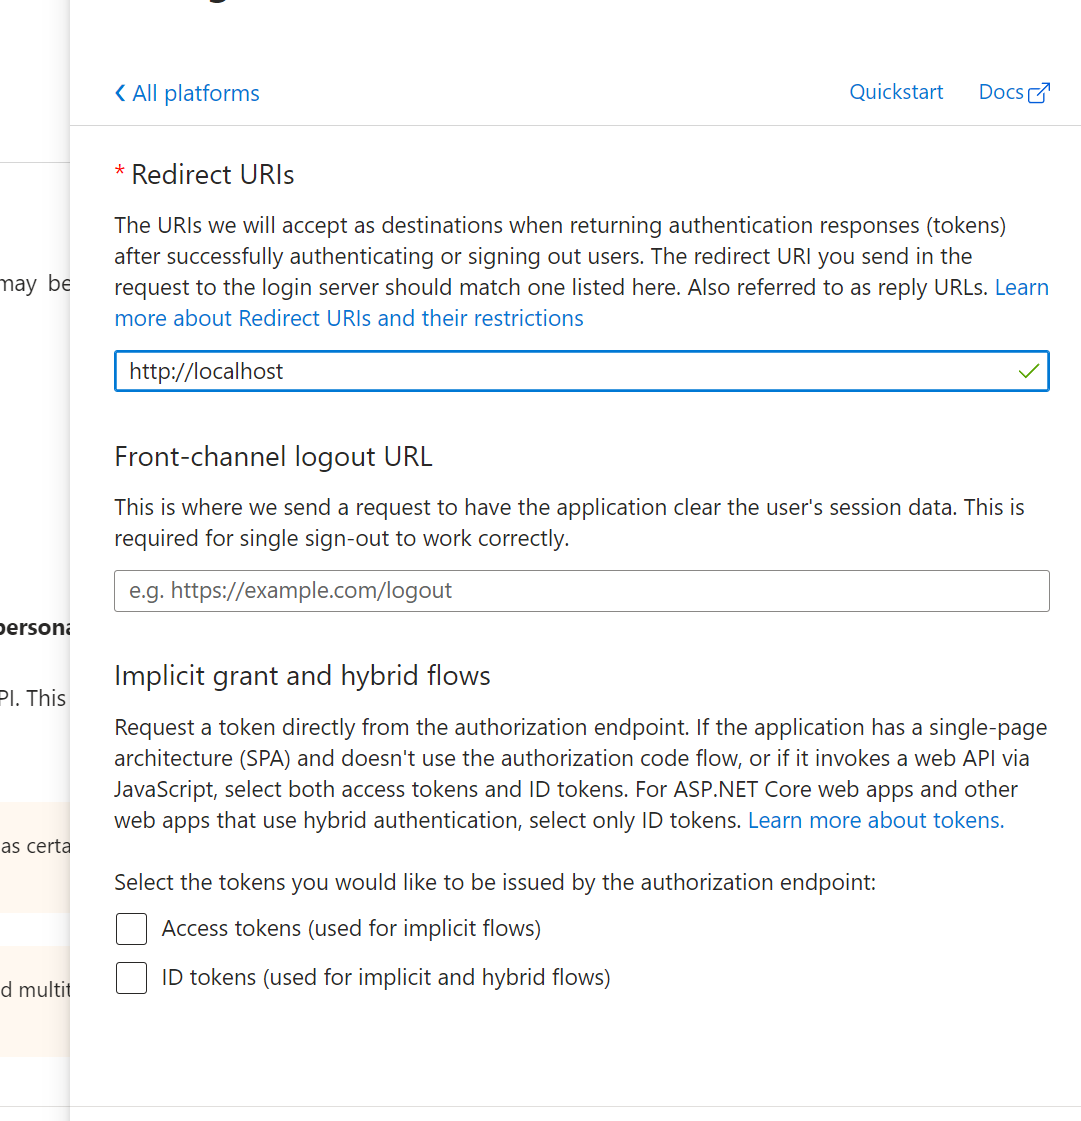 All platforms
Quickstart
Docs
* Redirect URIs
The URIs we will accept as destinations when returning authentication responses (tokens)
after successfully authenticating or signing out users. The redirect URI you send in the
request to the login server should match one listed here. Also referred to as reply URLs. Learn
more about Redirect URIs and their restrictions
http://localhost
Front-channel logout URL
This is where we send a request to have the application clear the user's session data. This is
required for single sign-out to work correctly.
e.g. https://example.com/logout
Implicit grant and hybrid flows
Request a token directly from the authorization endpoint. If the application has a single-page
architecture (SPA) and doesn't use the authorization code flow, or if it invokes a web API via
JavaScript, select both access tokens and ID tokens. For ASP.NET Core web apps and other
web apps that use hybrid authentication, select only ID tokens. Learn more about tokens.
Select the tokens you would like to be issued by the authorization endpoint:
Access tokens (used for implicit flows)
ID tokens (used for implicit and hybrid flows)
may be
persona
PI. This
as certa
d multit